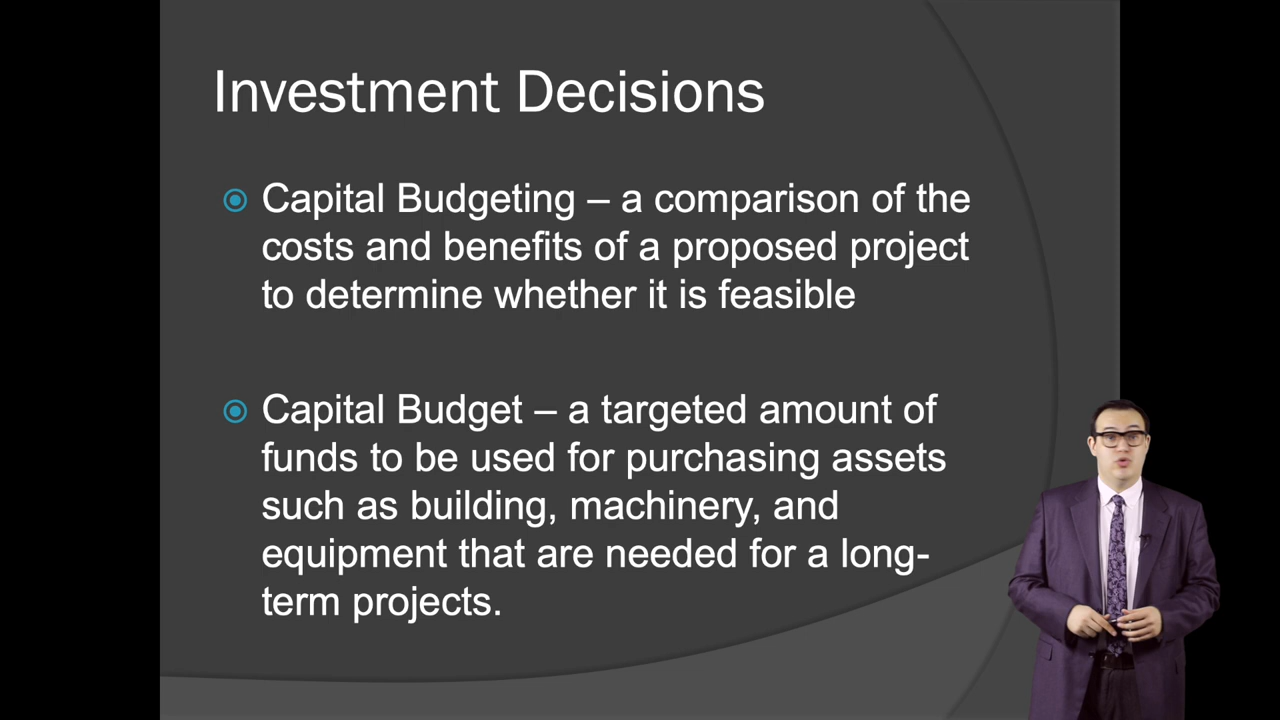 Investment Decisions
Capital Budgeting – a comparison of the
costs and benefits of a proposed project
to determine whether it is feasible
Capital Budget – a targeted amount of
funds to be used for purchasing assets
such as building, machinery, and
equipment that are needed for a long-
term projects.